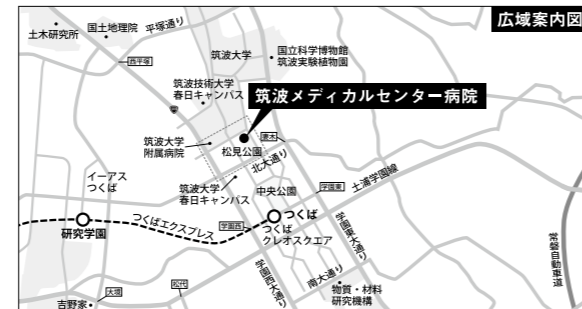 広域案内図
国土地理院
土木研究所
平塚通り
西平塚
筑波大学
国立科学博物館
筑波実験植物園
筑波技術大学
春日キャンパス
筑波メディカルセンター病院
筑波大学
附属病院
松見公園
妻木
北大通り
イーアス
つくば
筑波大学
春日キャンパス
中央公園
学園東
土浦学園線
つくばエクスプレス
学園西
つくば
つくば
クレオスクエア
研究学園
学園東大通り
学園西大通り
南大通り
常磐自動車道
物質・材料
研究機構
松代
大塚
吉野家